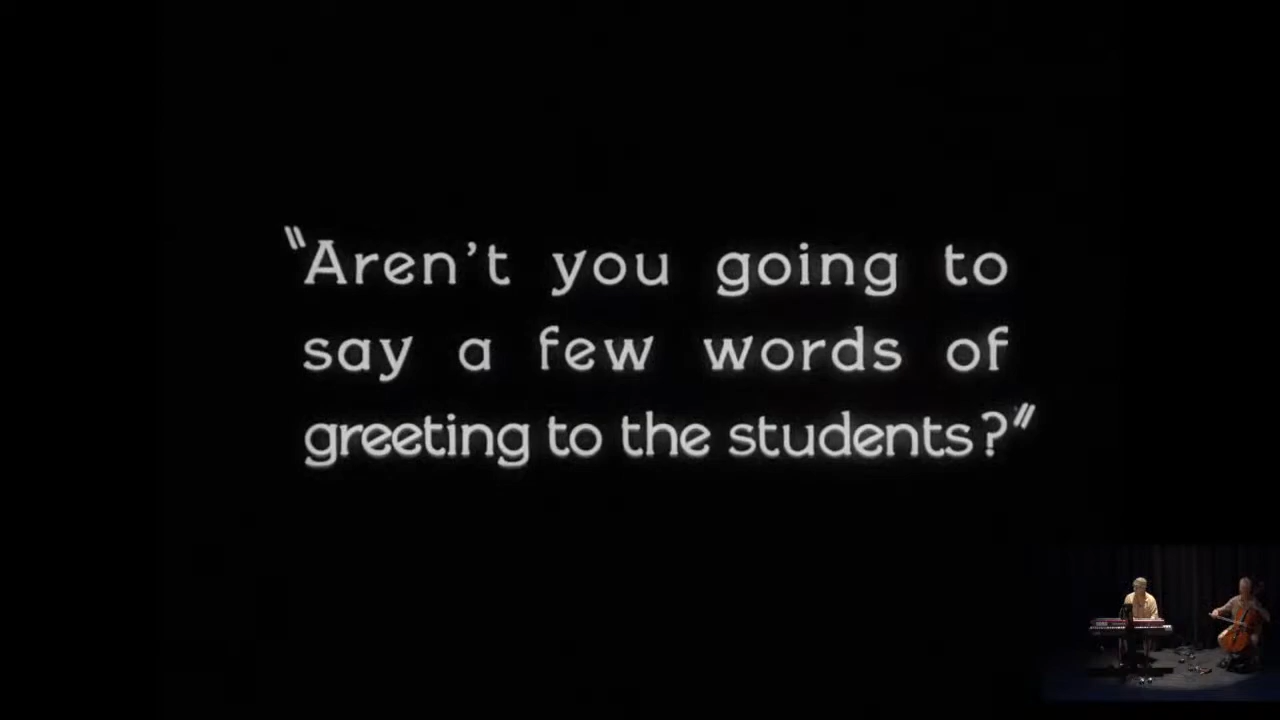 "Aren't you going to
say a few words of
greeting to the students?"